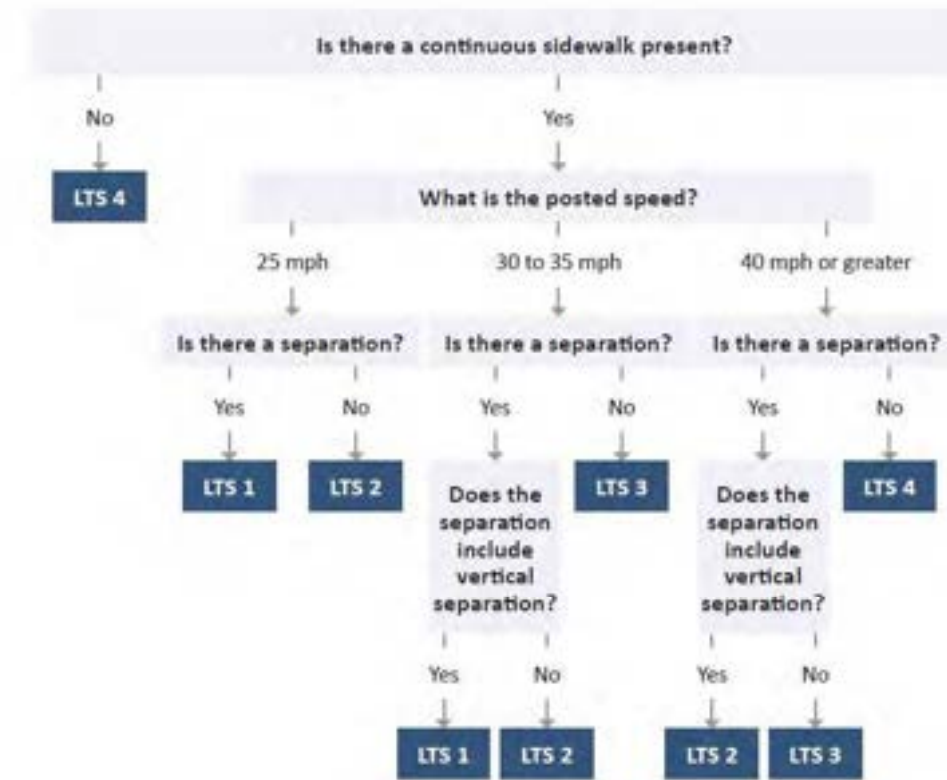 Is there a continuous sidewalk present?
No
Yes
LTS 4
What is the posted speed?
25 mph
30 to 35 mph
40 mph or greater
Is there a separation?
Is there a separation?
Is there a separation?
Yes
No
Yes
No
Yes
No
LTS 1
LTS 2
Does the
separation
include
vertical
separation?
LTS 3
Does the
separation
include
vertical
separation?
LTS 4
Yes
No
Yes
No
LTS 1
LTS 2
LTS 2
LTS 3